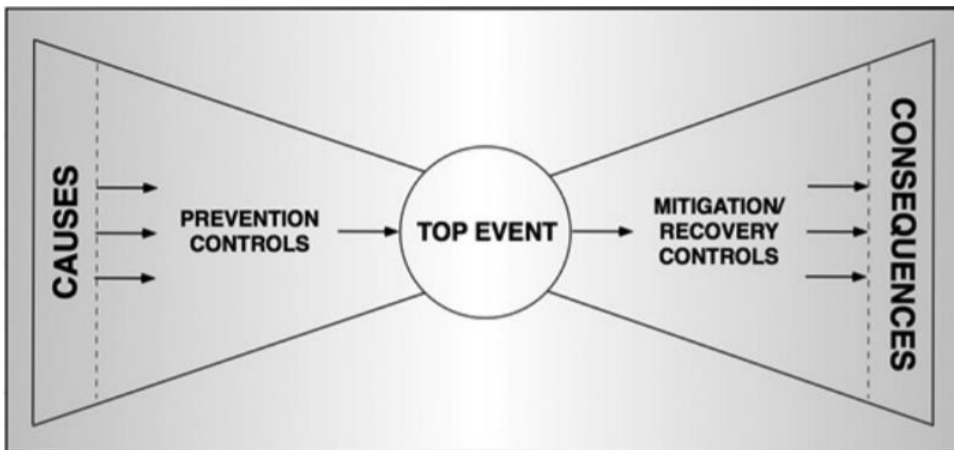 CAUSES
PREVENTION
CONTROLS
TOP EVENT
MITIGATION/
RECOVERY
CONTROLS
CONSEQUENCES